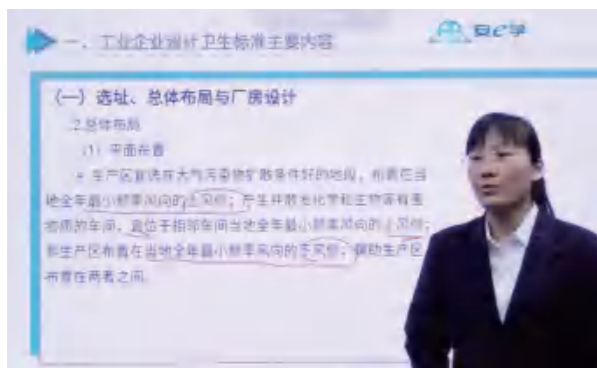 一、工业企业设计卫生标准主要内容
安e学
（一）选址、总体布局与厂房设计
2.总体布局
（1）平面布置
生产区宜选在大气污染物扩散条件好的地段，布置在当
地全年最小频率风向的上风侧；产生并散发化学和生物等有害
物质的车间，宜位于相邻车间当地全年最小频率风向的上风侧；
非生产区布置在当地全年最小频率风向的下风侧；辅助生产区
布置在两者之间。